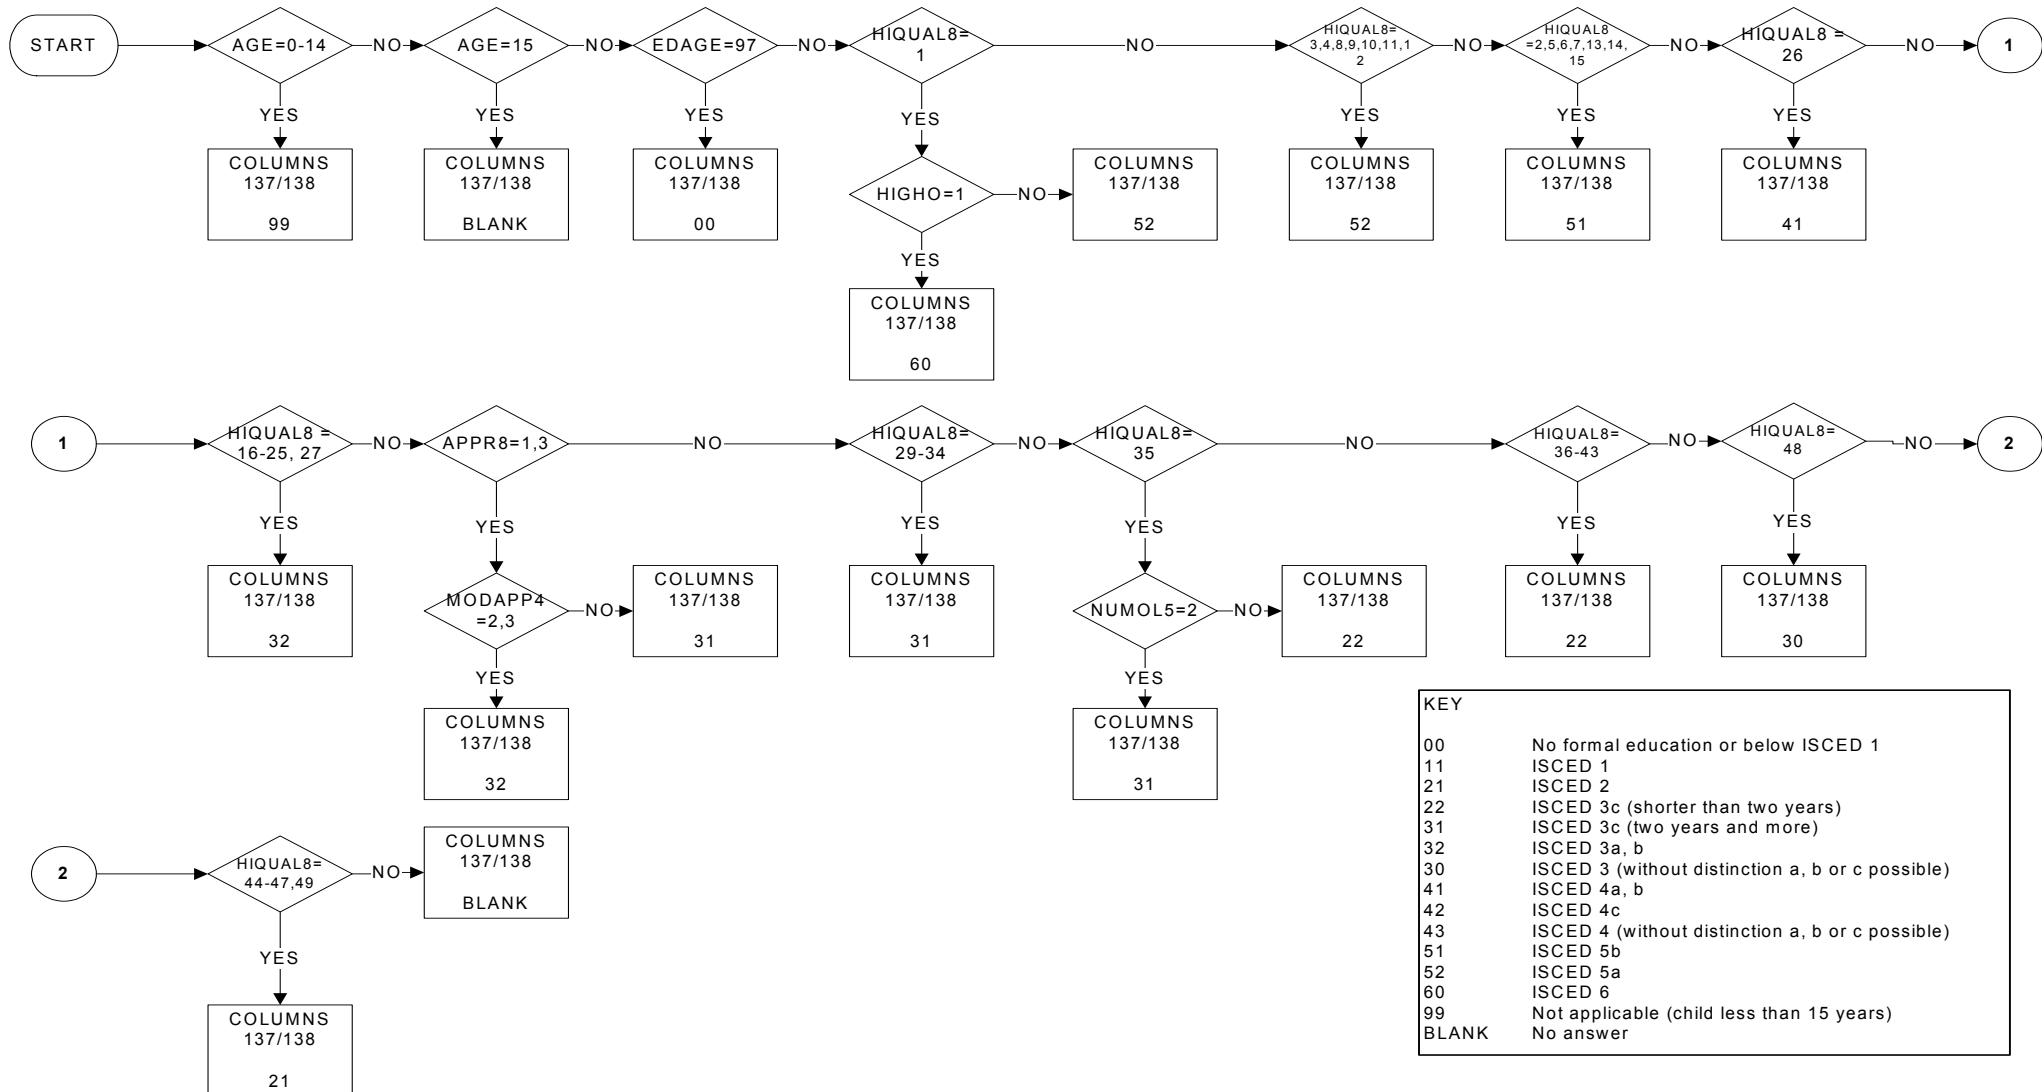 START
AGE=0-14
NO
AGE=15
NO
EDAGE=97
NO
HIQUAL8=
1
NO
HIQUAL8=
3,4,8,9,10,11,1
2
NO
HIQUAL8
=2,5,6,7,13,14,
15
NO
HIQUAL8 =
26
NO
1
YES
YES
YES
YES
YES
YES
YES
COLUMNS
137/138
99
COLUMNS
137/138
BLANK
COLUMNS
137/138
00
HIGHO=1
NO
COLUMNS
137/138
52
COLUMNS
137/138
52
COLUMNS
137/138
51
COLUMNS
137/138
41
YES
COLUMNS
137/138
60
1
HIQUAL8 =
16-25, 27
NO
APPR8=1,3
NO
HIQUAL8=
29-34
NO
HIQUAL8=
35
NO
HIQUAL8=
36-43
NO
HIQUAL8=
48
NO
2
YES
YES
YES
YES
YES
YES
COLUMNS
137/138
32
MODAPP4
=2,3
NO
COLUMNS
137/138
31
COLUMNS
137/138
31
NUMOL5=2
NO
COLUMNS
137/138
22
COLUMNS
137/138
22
COLUMNS
137/138
30
YES
COLUMNS
137/138
32
YES
COLUMNS
137/138
31
2
HIQUAL8=
44-47,49
NO
COLUMNS
137/138
BLANK
YES
COLUMNS
137/138
21
KEY
00 No formal education or below ISCED 1
11 ISCED 1
21 ISCED 2
22 ISCED 3c (shorter than two years)
31 ISCED 3c (two years and more)
32 ISCED 3a, b
30 ISCED 3 (without distinction a, b or c possible)
41 ISCED 4a, b
42 ISCED 4c
43 ISCED 4 (without distinction a, b or c possible)
51 ISCED 5b
52 ISCED 5a
60 ISCED 6
99 Not applicable (child less than 15 years)
BLANK No answer